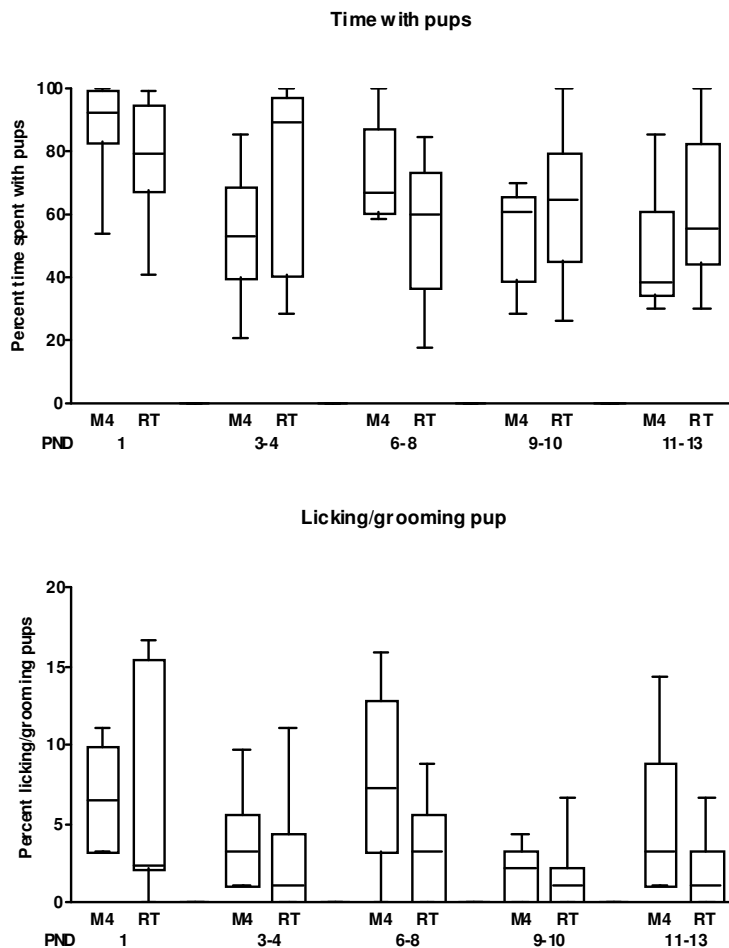 Time with pups
Percent time spent with pups
100
80
60
40
20
0
M4 RT M4 RT M4 RT M4 RT M4 RT
PND 1 3-4 6-8 9-10 11-13
Licking/grooming pup
Percent licking/grooming pups
20
15
10
5
0
M4 RT M4 RT M4 RT M4 RT M4 RT
PND 1 3-4 6-8 9-10 11-13